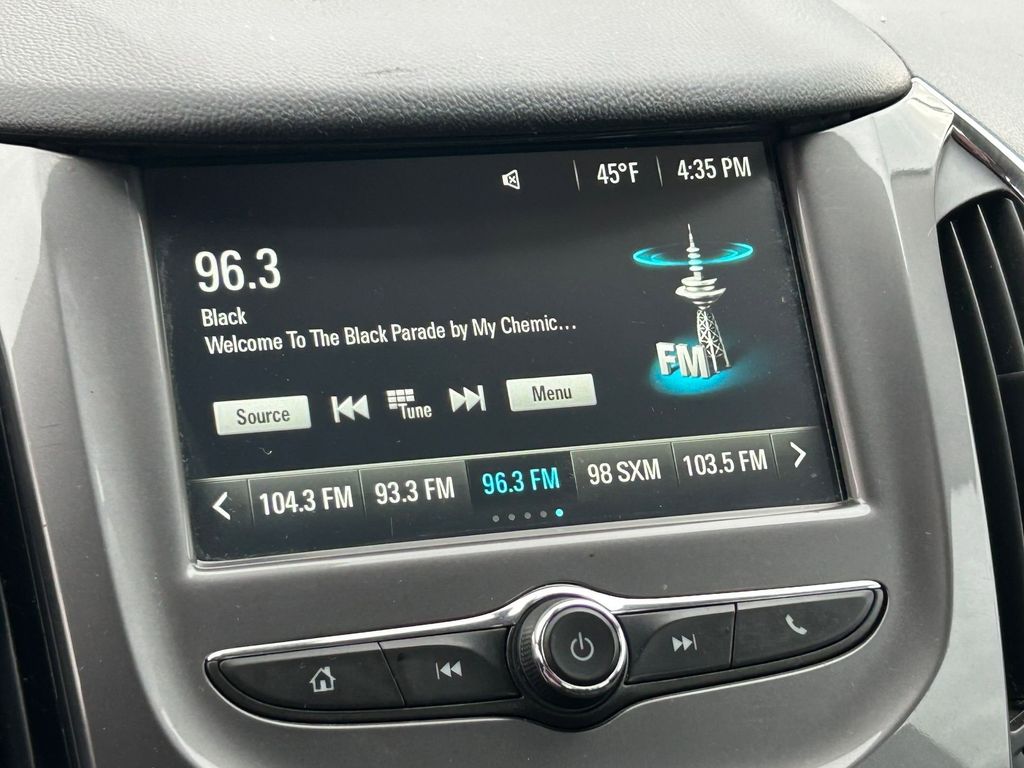 45°F 4:35 PM
96.3
Black
Welcome To The Black Parade by My Chemic...
FM
Source Tune Menu
104.3 FM 93.3 FM 96.3 FM 98 SXM 103.5 FM